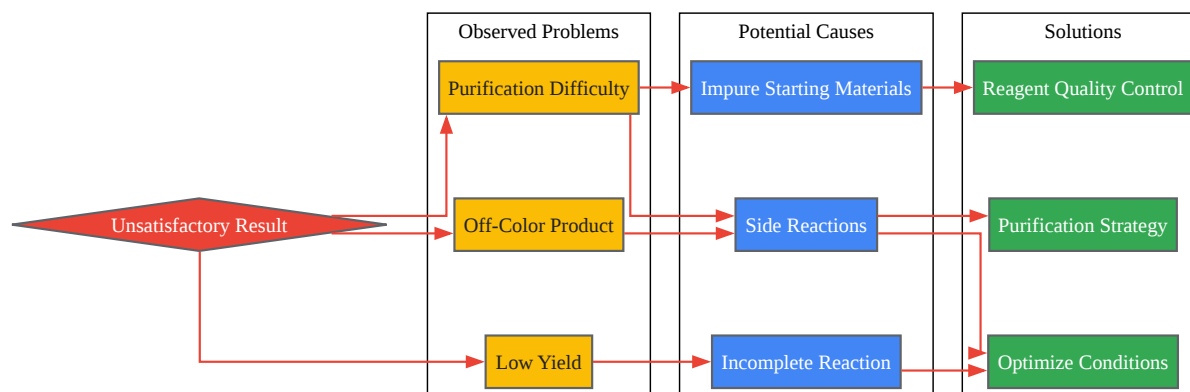 Observed Problems
Potential Causes
Solutions
Purification Difficulty
Impure Starting Materials
Reagent Quality Control
Unsatisfactory Result
Off-Color Product
Side Reactions
Purification Strategy
Low Yield
Incomplete Reaction
Optimize Conditions